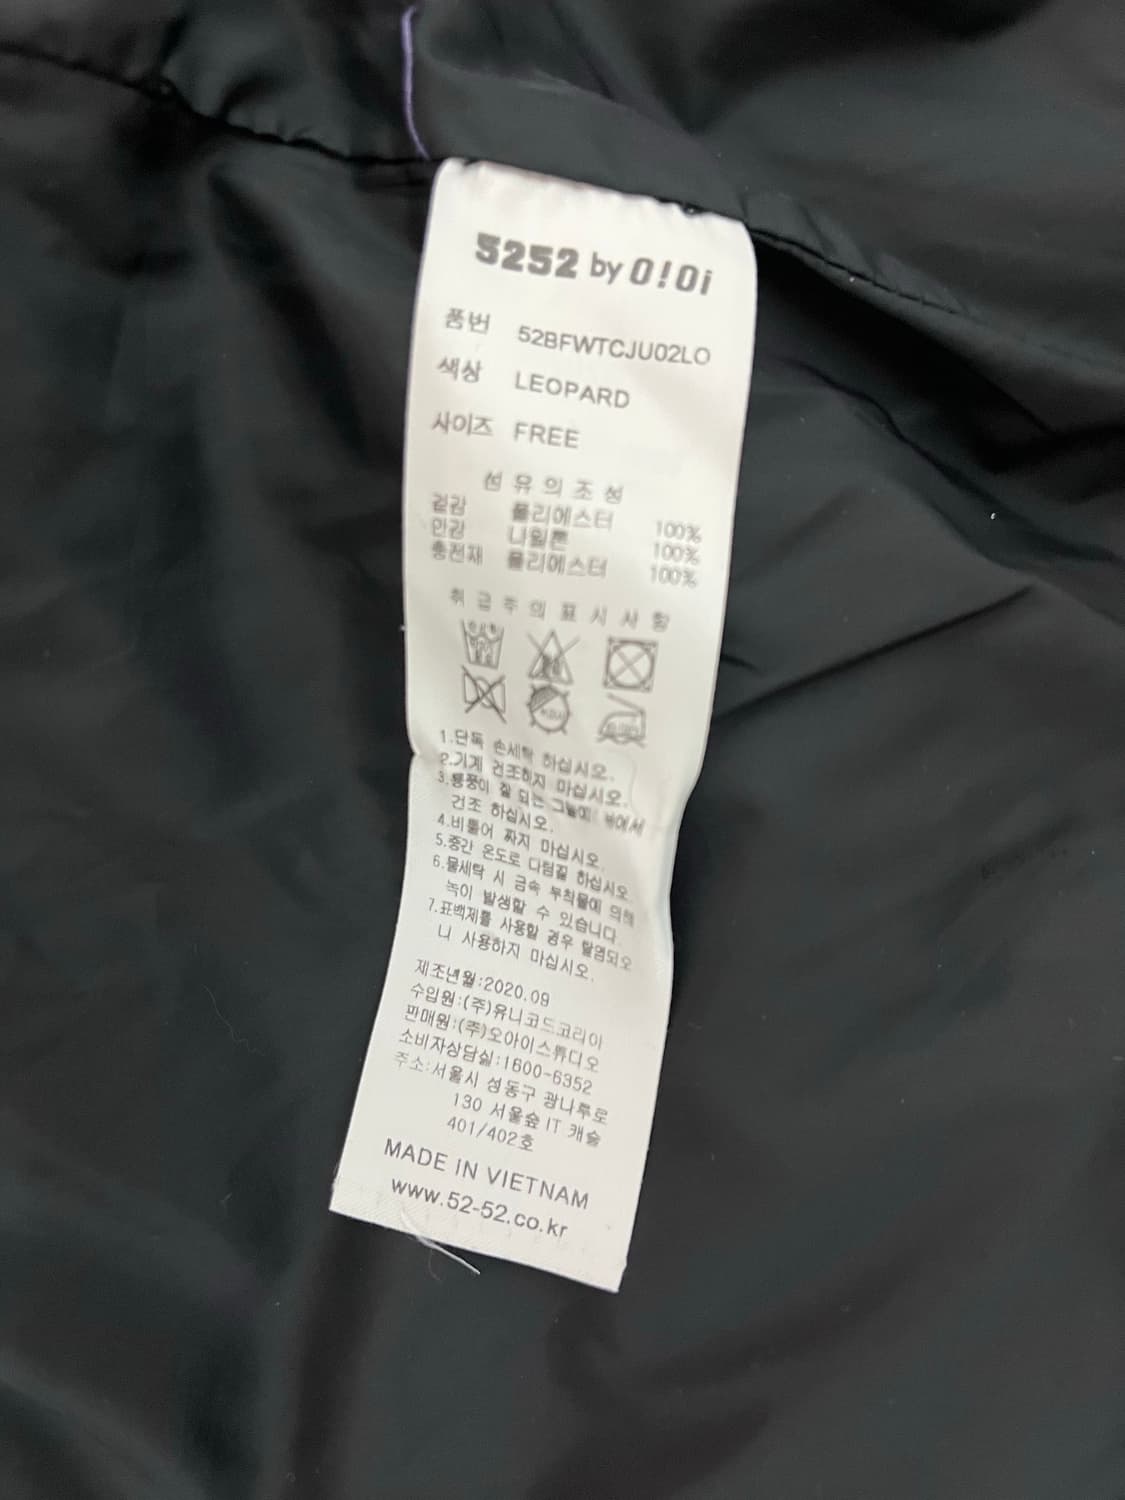 5252 by O!Oi
품번 52BFWTCJU02LO
색상 LEOPARD
사이즈 FREE
섬유의조성
겉감 폴리에스터 100%
안감 나일론 100%
충전재 폴리에스터 100%
취급주의표시사항
1.단독 손세탁 하십시오.
2.기계 건조하지 마십시오.
3.통풍이 잘 되는 그늘에 뉘어서
건조 하십시오.
4.비틀어 짜지 마십시오.
5.중간 온도로 다림질 하십시오.
6.물세탁 시 금속 부착물에 의해
녹이 발생할 수 있습니다.
7.표백제를 사용할 경우 탈염되오
니 사용하지 마십시오.
제조년월:2020.09
수입원:(주)유니코드코리아
판매원:(주)오아이스튜디오
소비자상담실:1600-6352
주소:서울시 성동구 광나루로
130 서울숲 IT 캐슬
401/402호
MADE IN VIETNAM
www.52-52.co.kr